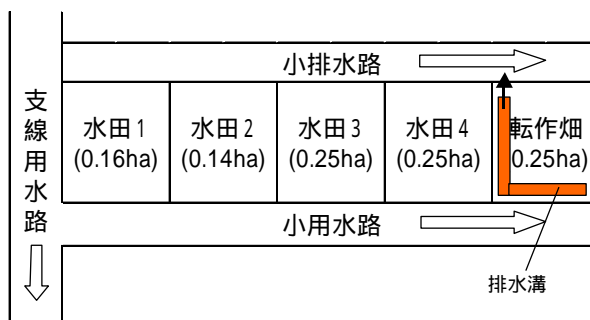 小排水路
支線用水路
水田1
(0.16ha)
水田2
(0.14ha)
水田3
(0.25ha)
水田4
(0.25ha)
転作畑
(0.25ha)
小用水路
排水溝